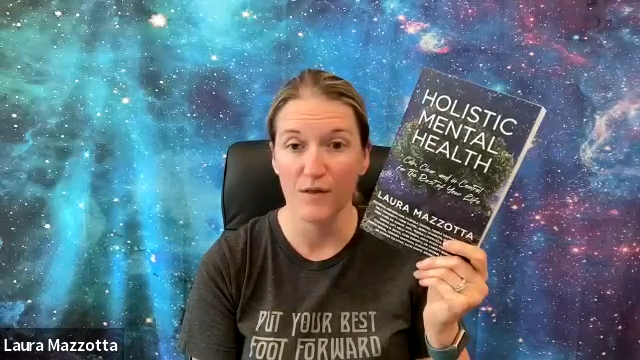 HOLISTIC
MENTAL
HEALTH
Calm, Clear, and in Control
for the Rest of Your Life
LAURA MAZZOTTA
PUT YOUR BEST
FOOT FORWARD
Laura Mazzotta